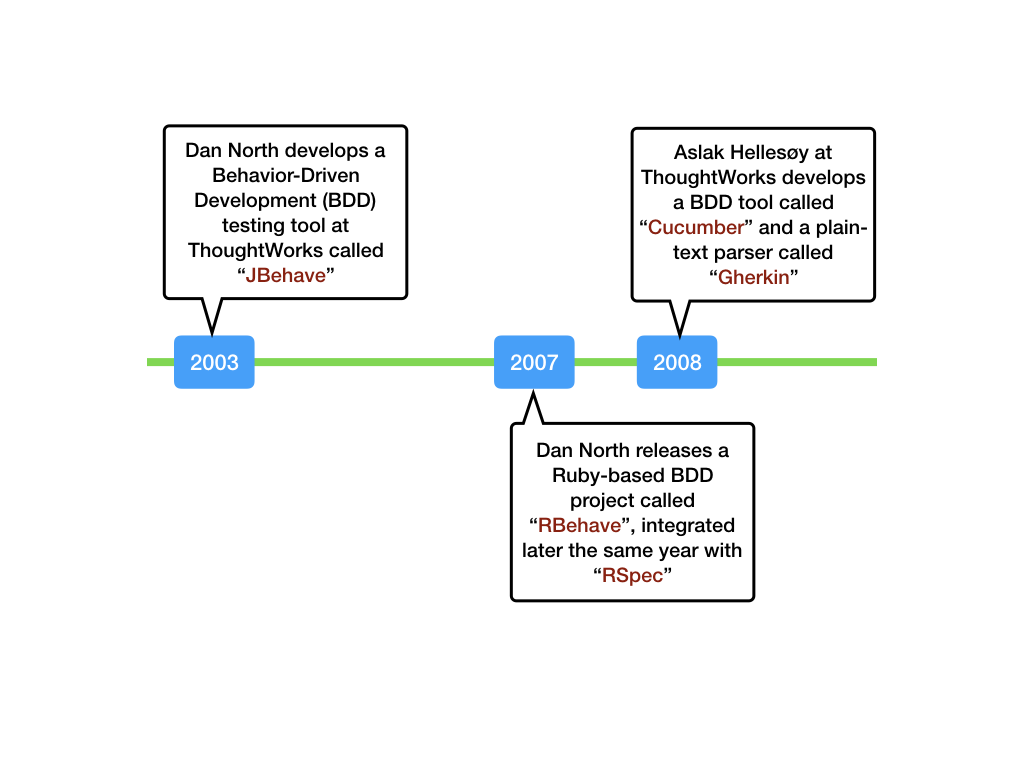 Dan North develops a
Behavior-Driven
Development (BDD)
testing tool at
ThoughtWorks called
“JBehave”
Aslak Hellesøy at
ThoughtWorks develops
a BDD tool called
“Cucumber” and a plain-
text parser called
“Gherkin”
2003
2007
2008
Dan North releases a
Ruby-based BDD
project called
“RBehave”, integrated
later the same year with
“RSpec”